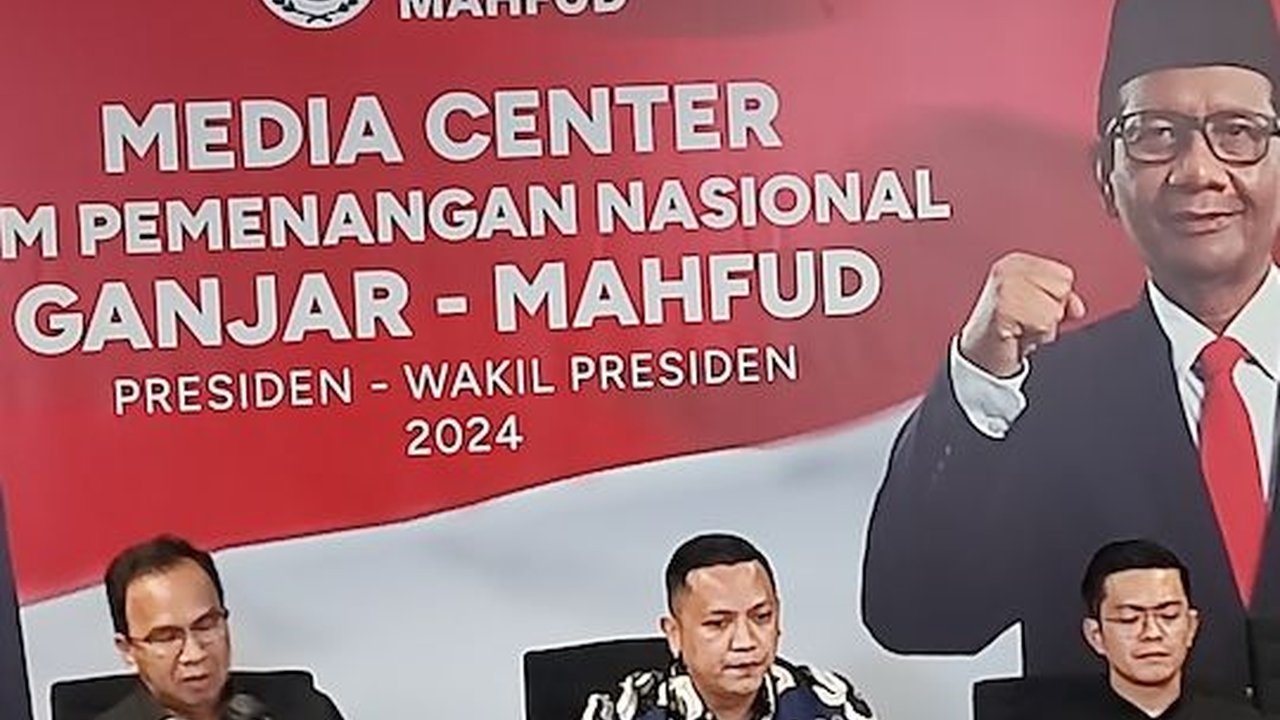 MAHFUD
MEDIA CENTER
M PEMENANGAN NASIONAL
GANJAR - MAHFUD
PRESIDEN - WAKIL PRESIDEN
2024